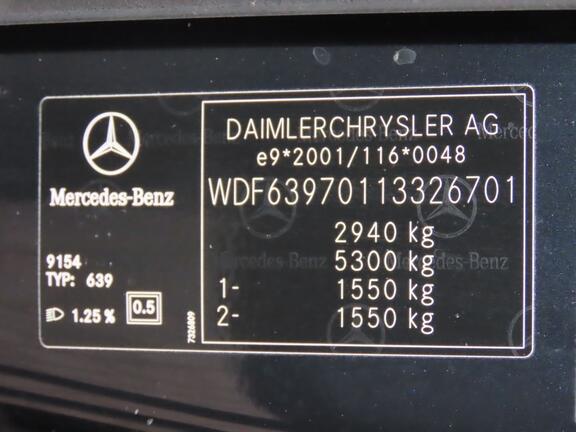 Mercedes-Benz
9154
TYP: 639
1.25 %
0.5
7326809
DAIMLERCHRYSLER AG
e9*2001/116*0048
WDF63970113326701
2940 kg
5300 kg
1- 1550 kg
2- 1550 kg